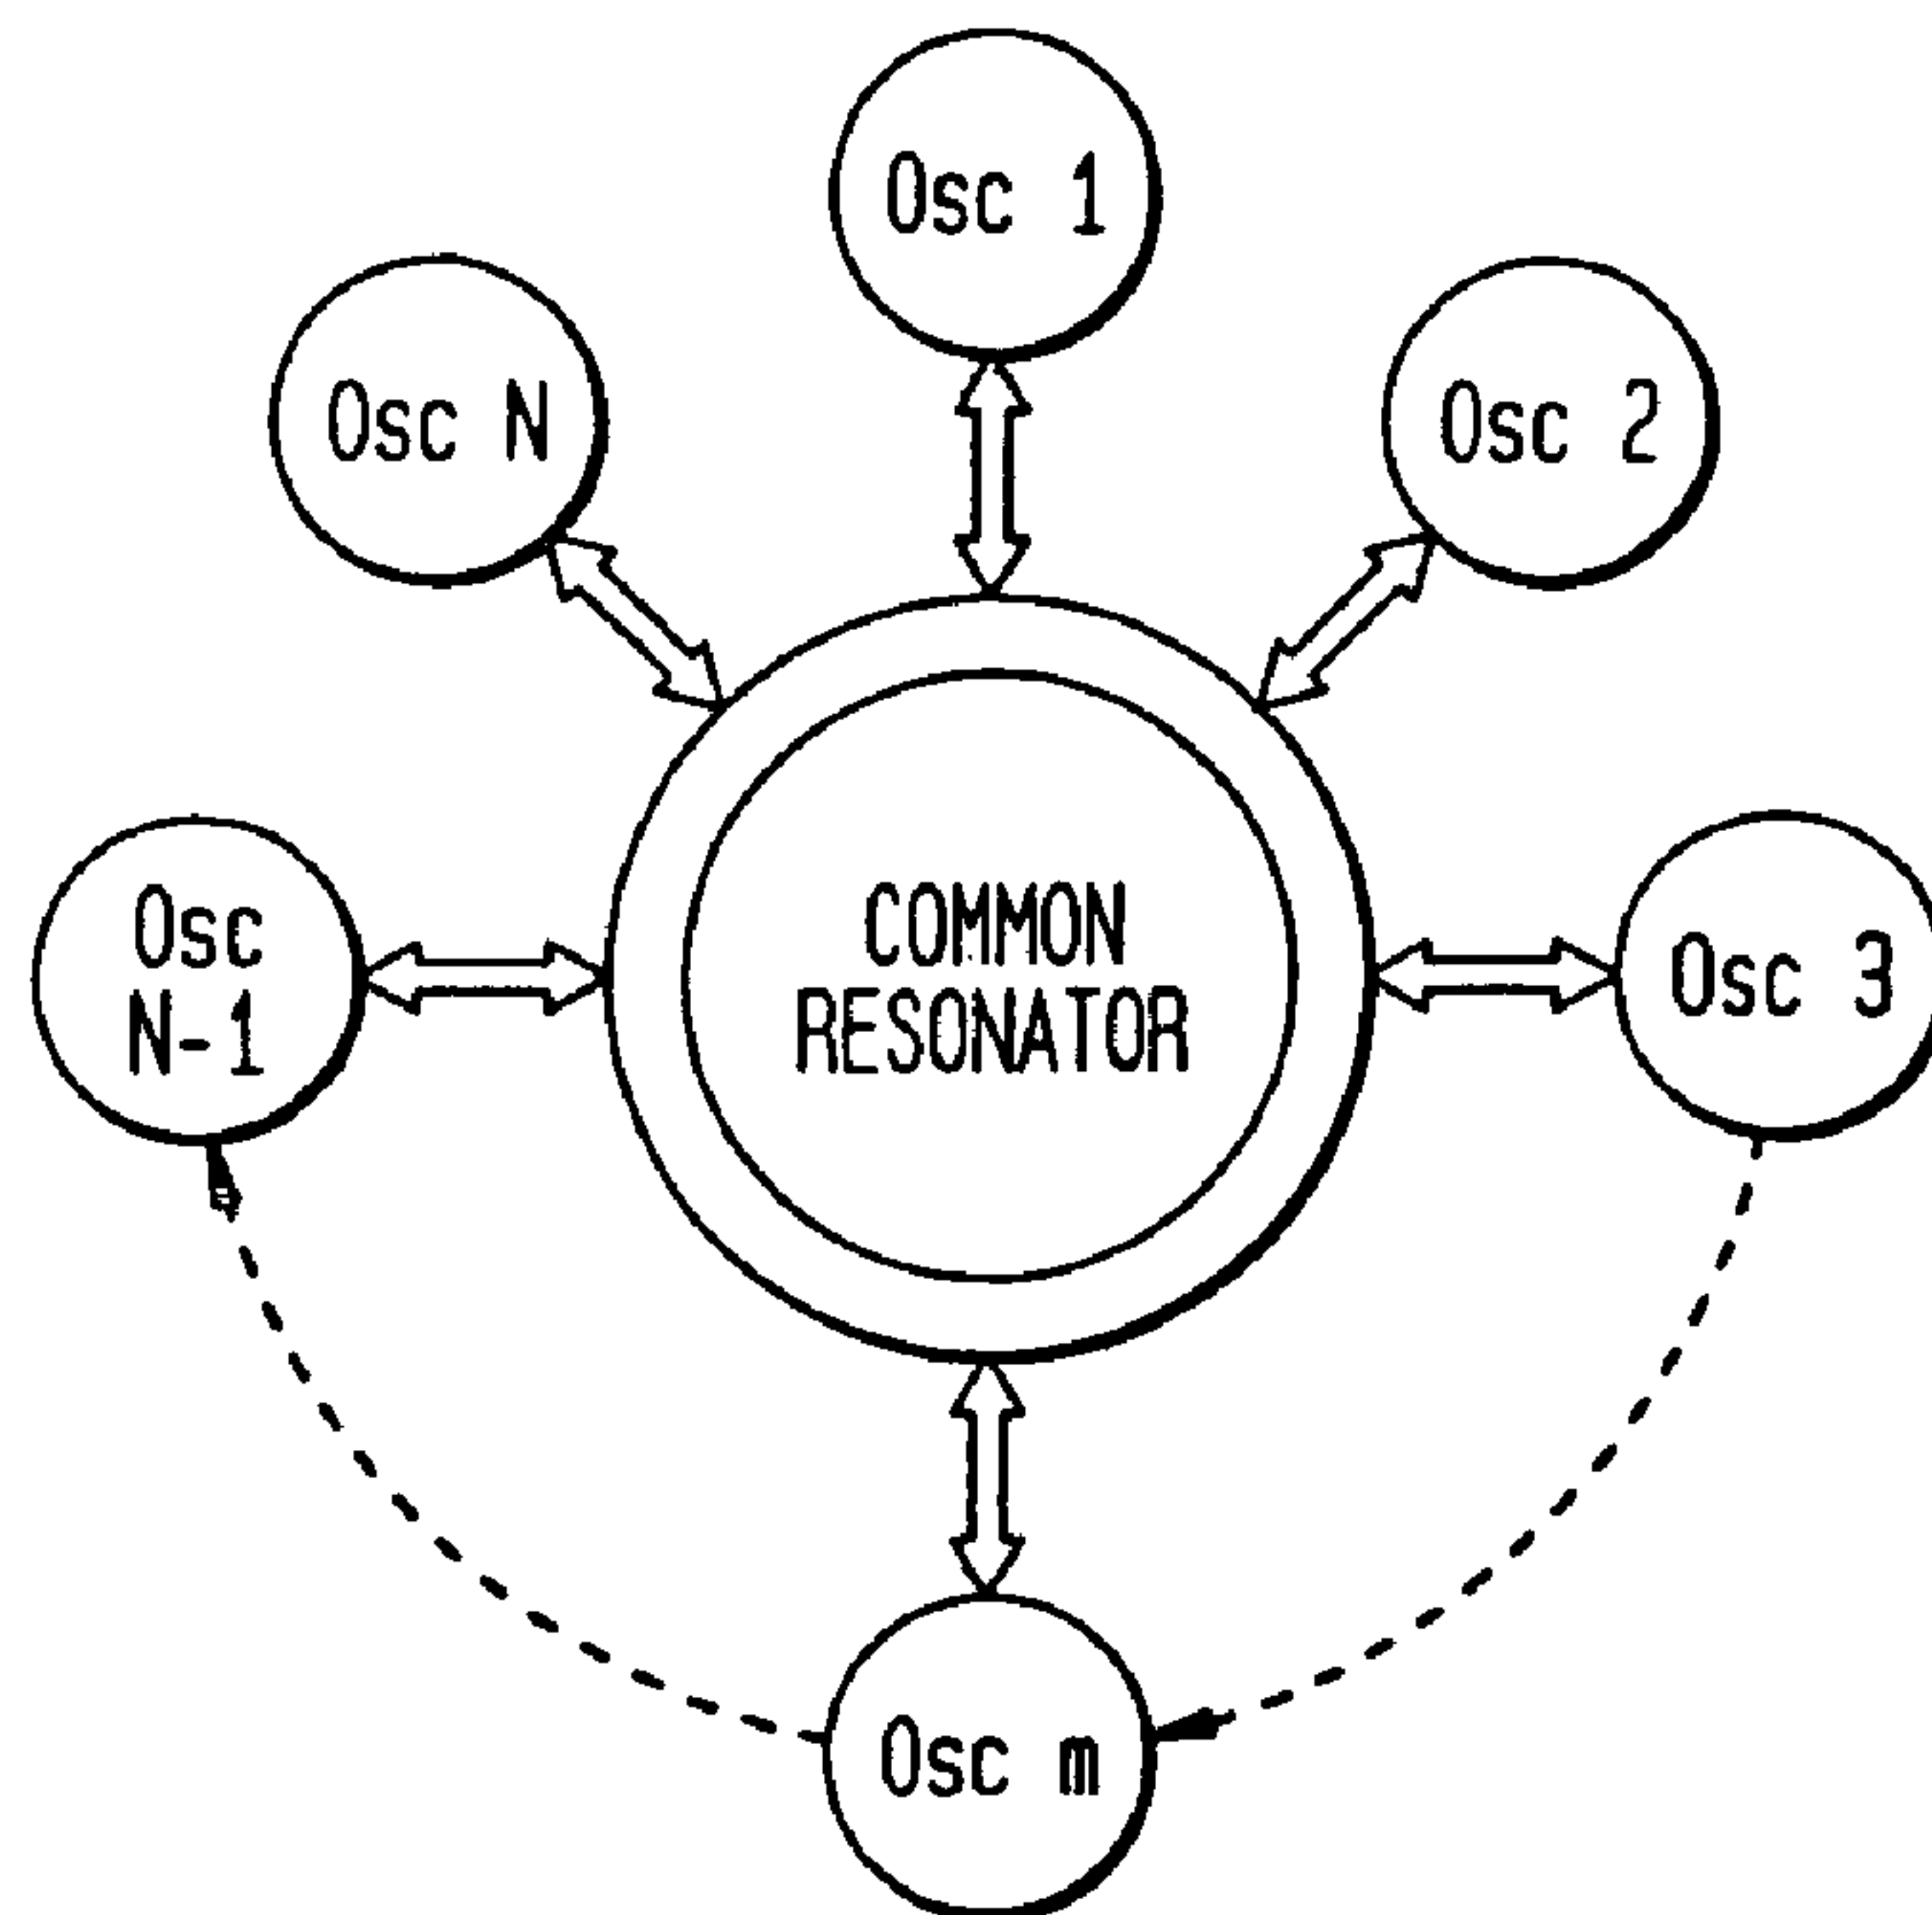 Osc 1
Osc N
Osc 2
Osc
N-1
COMMON
RESONATOR
Osc 3
Osc m